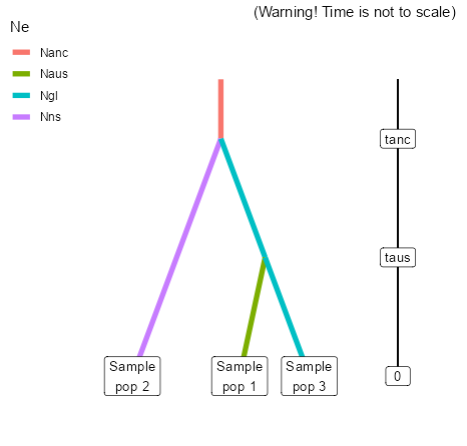 (Warning! Time is not to scale)
Ne
Nanc
Naus
Ngl
Nns
tanc
taus
Sample
pop 2
Sample
pop 1
Sample
pop 3
0